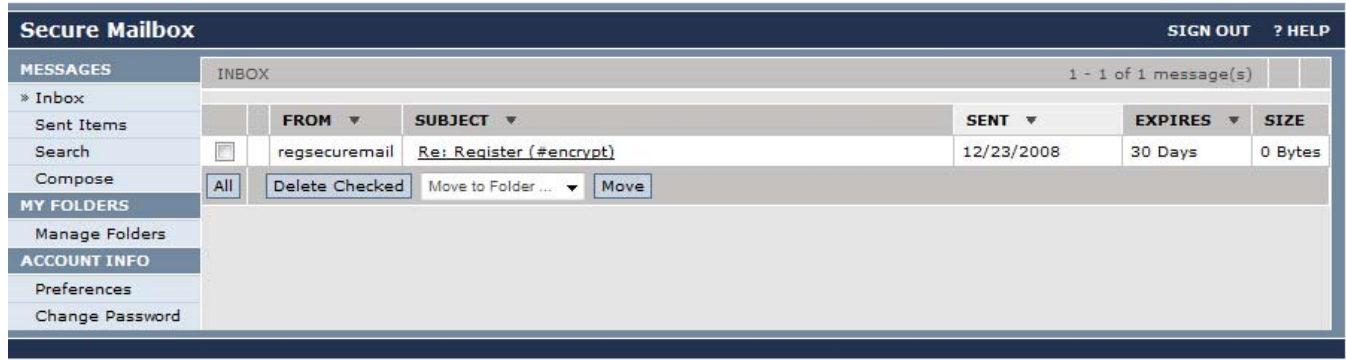 Secure Mailbox SIGN OUT ? HELP
MESSAGES
» Inbox
Sent Items
Search
Compose
MY FOLDERS
Manage Folders
ACCOUNT INFO
Preferences
Change Password
INBOX 1 - 1 of 1 message(s)
FROM ▼ SUBJECT ▼ SENT ▼ EXPIRES ▼ SIZE
regsecuremail Re: Register (#encrypt) 12/23/2008 30 Days 0 Bytes
All Delete Checked Move to Folder ... ▼ Move